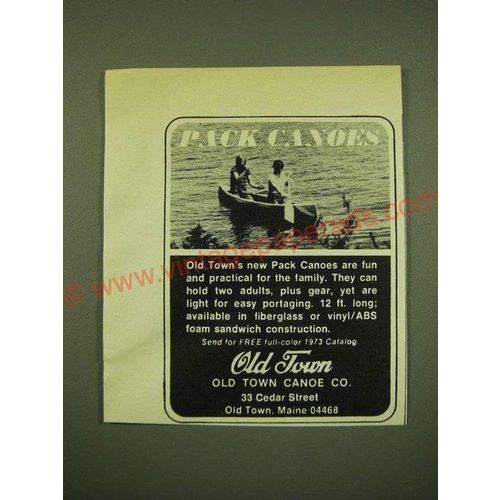 PACK CANOES
Old Town's new Pack Canoes are fun
and practical for the family. They can
hold two adults, plus gear, yet are
light for easy portaging. 12 ft. long;
available in fiberglass or vinyl/ABS
foam sandwich construction.
Send for FREE full-color 1973 Catalog.
Old Town
OLD TOWN CANOE CO.
33 Cedar Street
Old Town, Maine 04468
www.vintagepaperads.com